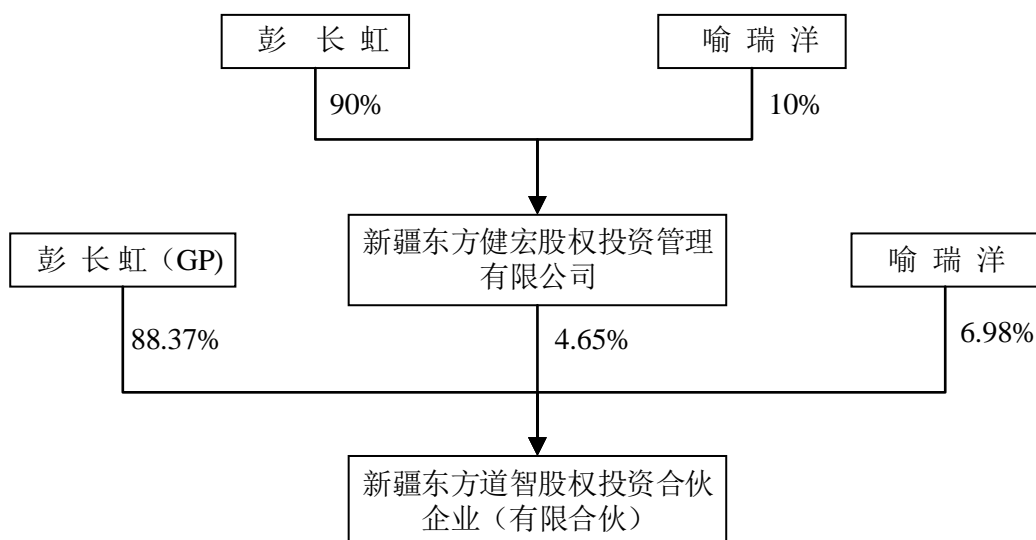 彭 长 虹
喻 瑞 洋
90%
10%
新疆东方健宏股权投资管理
有限公司
彭 长 虹（GP)
喻 瑞 洋
88.37%
4.65%
6.98%
新疆东方道智股权投资合伙
企业（有限合伙）